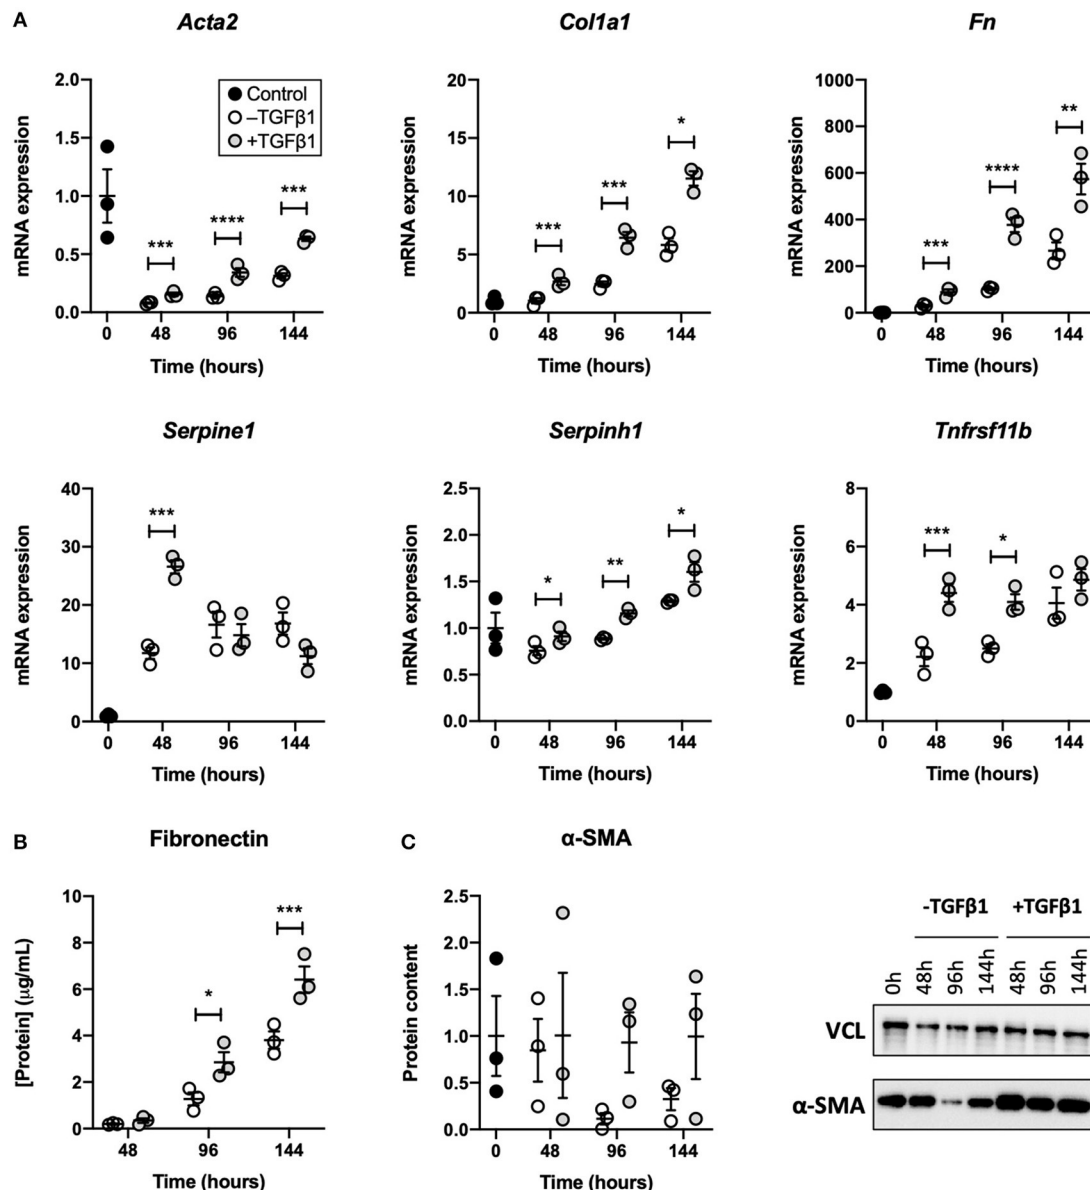 A
Acta2
Col1a1
Fn
mRNA expression
2.0
1.5
1.0
0.5
0.0
Control
–TGFβ1
+TGFβ1
***
****
***
0 48 96 144
Time (hours)
mRNA expression
20
15
10
5
0
***
***
*
0 48 96 144
Time (hours)
mRNA expression
1000
800
600
400
200
0
***
****
**
0 48 96 144
Time (hours)
Serpine1
Serpinh1
Tnfrsf11b
mRNA expression
40
30
20
10
0
***
0 48 96 144
Time (hours)
mRNA expression
2.5
2.0
1.5
1.0
0.5
0.0
*
**
*
0 48 96 144
Time (hours)
mRNA expression
8
6
4
2
0
***
*
0 48 96 144
Time (hours)
B
Fibronectin
[Protein] (µg/mL)
10
8
6
4
2
0
*
***
48 96 144
Time (hours)
C
α-SMA
Protein content
2.5
2.0
1.5
1.0
0.5
0.0
0 48 96 144
Time (hours)
-TGFβ1 +TGFβ1
0h 48h 96h 144h 48h 96h 144h
VCL
α-SMA